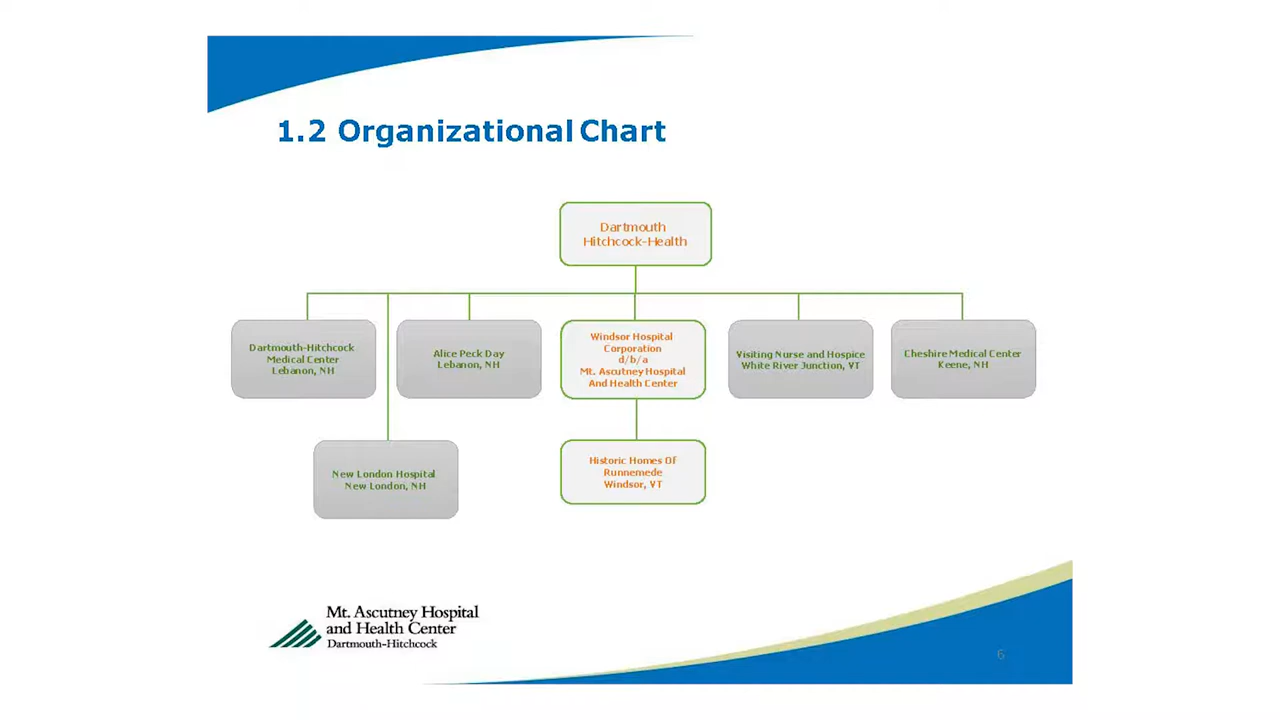 1.2 Organizational Chart
Dartmouth
Hitchcock-Health
Dartmouth-Hitchcock
Medical Center
Lebanon, NH
Alice Peck Day
Lebanon, NH
Windsor Hospital
Corporation
d/b/a
Mt. Ascutney Hospital
And Health Center
Visiting Nurse and Hospice
White River Junction, VT
Cheshire Medical Center
Keene, NH
New London Hospital
New London, NH
Historic Homes Of
Runnemede
Windsor, VT
Mt. Ascutney Hospital
and Health Center
Dartmouth-Hitchcock
6